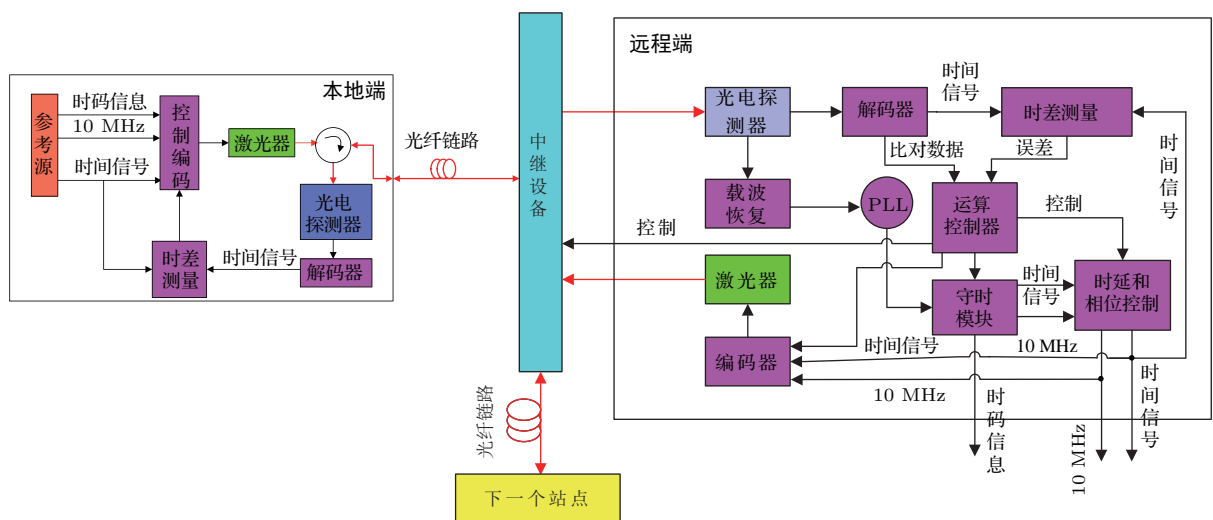 本地端
参考源
时码信息
10 MHz
时间信号
控制编码
激光器
光电
探测器
解码器
时间信号
时差
测量
光纤链路
中继设备
光纤链路
下一个站点
远程端
光电探
测器
解码器
时间
信号
时差测量
比对数据
误差
时间信号
载波
恢复
PLL
运算
控制器
控制
控制
激光器
守时
模块
时间
信号
时延和
相位控制
编码器
时间信号
10 MHz
10 MHz
时码信息
10 MHz
时间信号